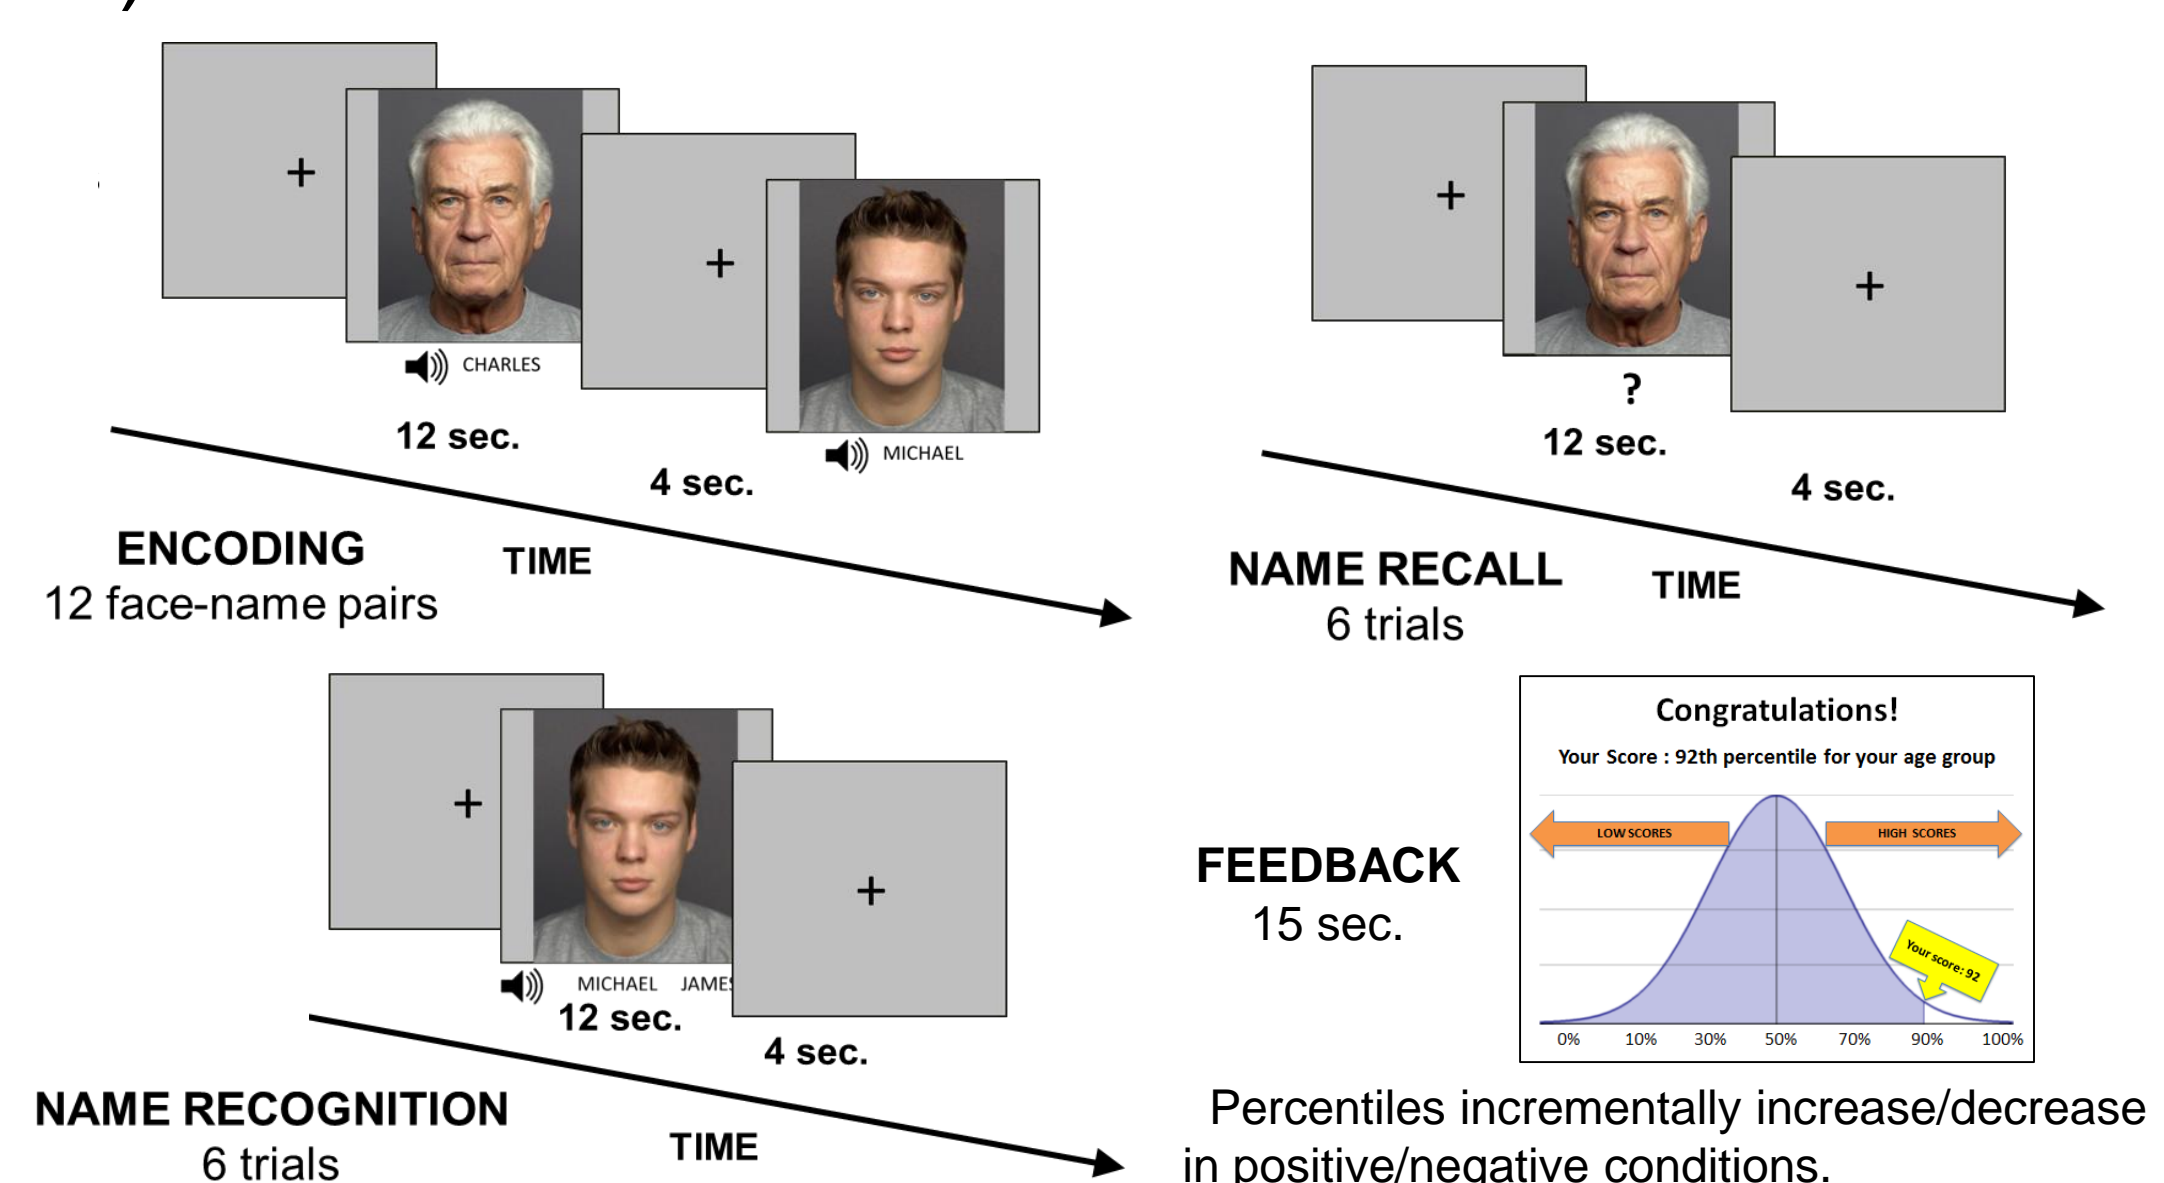 CHARLES
12 sec.
MICHAEL
4 sec.
ENCODING
TIME
12 face-name pairs
?
12 sec.
4 sec.
NAME RECALL
TIME
6 trials
MICHAEL JAMES
12 sec.
4 sec.
NAME RECOGNITION
TIME
6 trials
FEEDBACK
15 sec.
Congratulations!
Your Score : 92th percentile for your age group
LOW SCORES
HIGH SCORES
Your score: 92
0% 10% 30% 50% 70% 90% 100%
Percentiles incrementally increase/decrease
in positive/negative conditions.